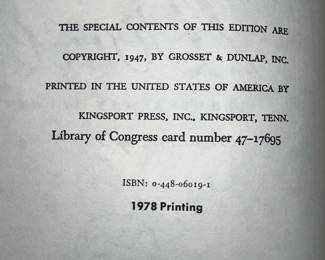 THE SPECIAL CONTENTS OF THIS EDITION ARE
COPYRIGHT, 1947, BY GROSSET & DUNLAP, INC.
PRINTED IN THE UNITED STATES OF AMERICA BY
KINGSPORT PRESS, INC., KINGSPORT, TENN.
Library of Congress card number 47-17695
ISBN: 0-448-06019-1
1978 Printing